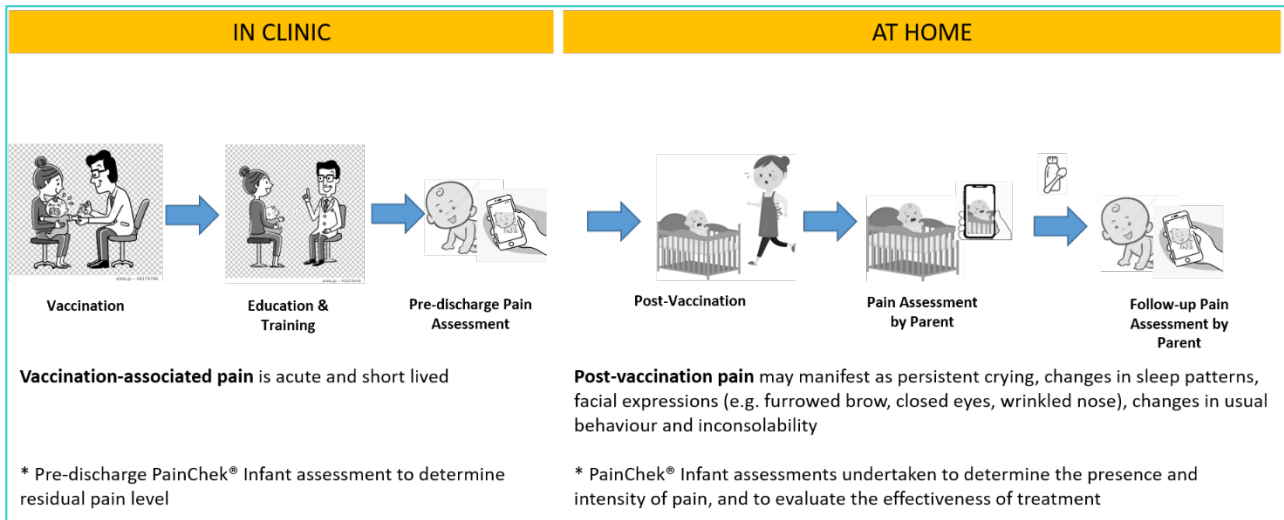 IN CLINIC
AT HOME
Vaccination
Education &
Training
Pre-discharge Pain
Assessment
Post-Vaccination
Pain Assessment
by Parent
Follow-up Pain
Assessment by
Parent
Vaccination-associated pain is acute and short lived
* Pre-discharge PainChek® Infant assessment to determine
residual pain level
Post-vaccination pain may manifest as persistent crying, changes in sleep patterns,
facial expressions (e.g. furrowed brow, closed eyes, wrinkled nose), changes in usual
behaviour and inconsolability
* PainChek® Infant assessments undertaken to determine the presence and
intensity of pain, and to evaluate the effectiveness of treatment